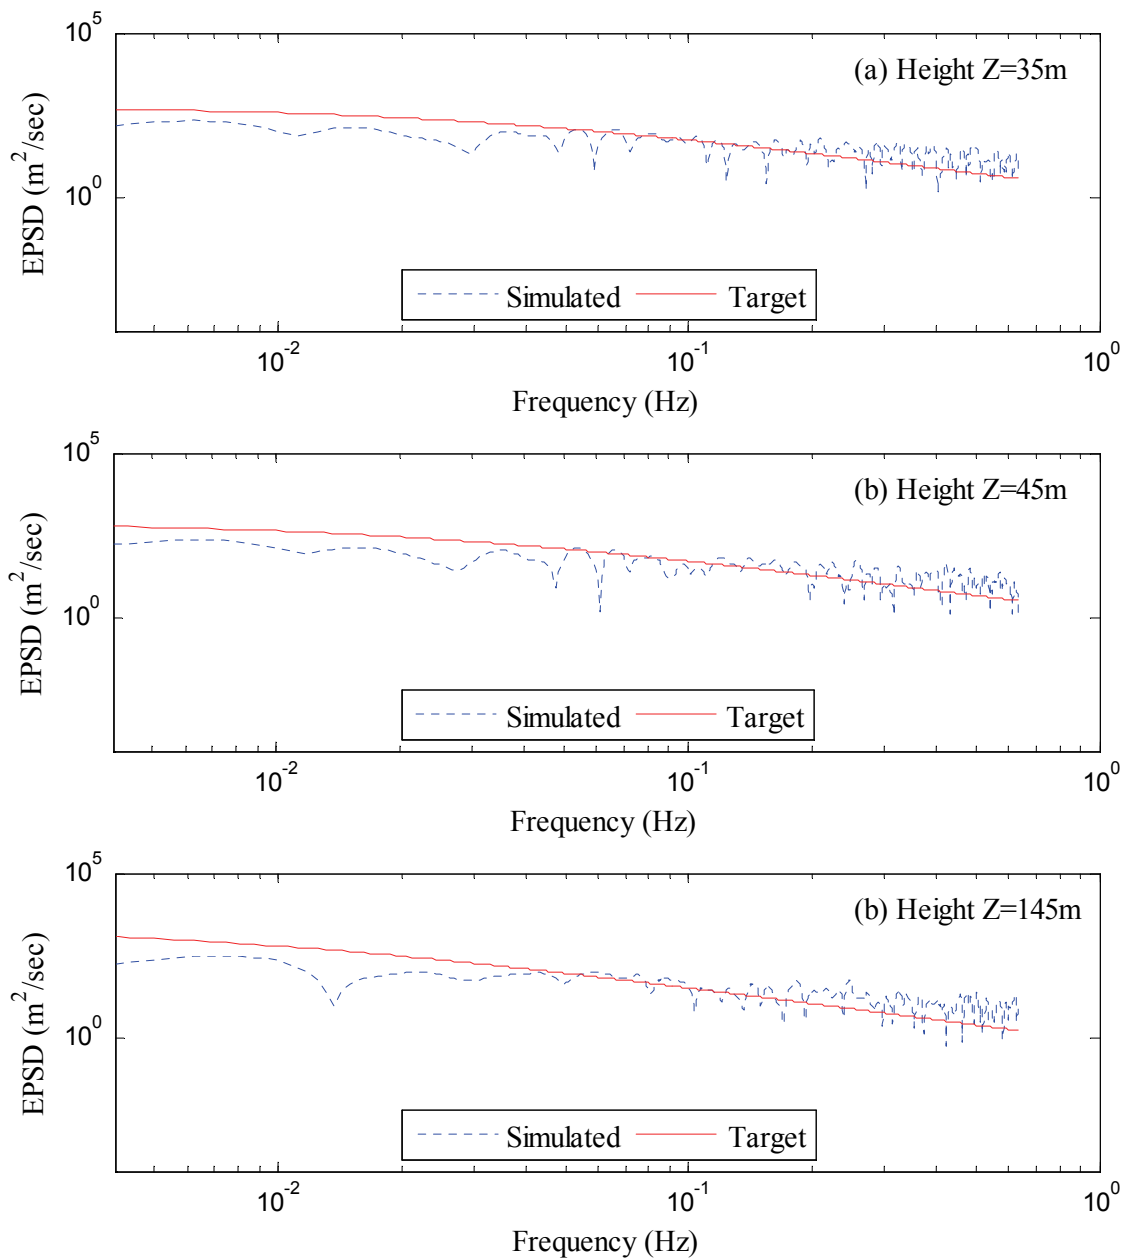 10^5
(a) Height Z=35m
EPSD (m^2/sec)
10^0
Simulated
Target
10^-2
10^-1
10^0
Frequency (Hz)
10^5
(b) Height Z=45m
EPSD (m^2/sec)
10^0
Simulated
Target
10^-2
10^-1
10^0
Frequency (Hz)
10^5
(b) Height Z=145m
EPSD (m^2/sec)
10^0
Simulated
Target
10^-2
10^-1
10^0
Frequency (Hz)